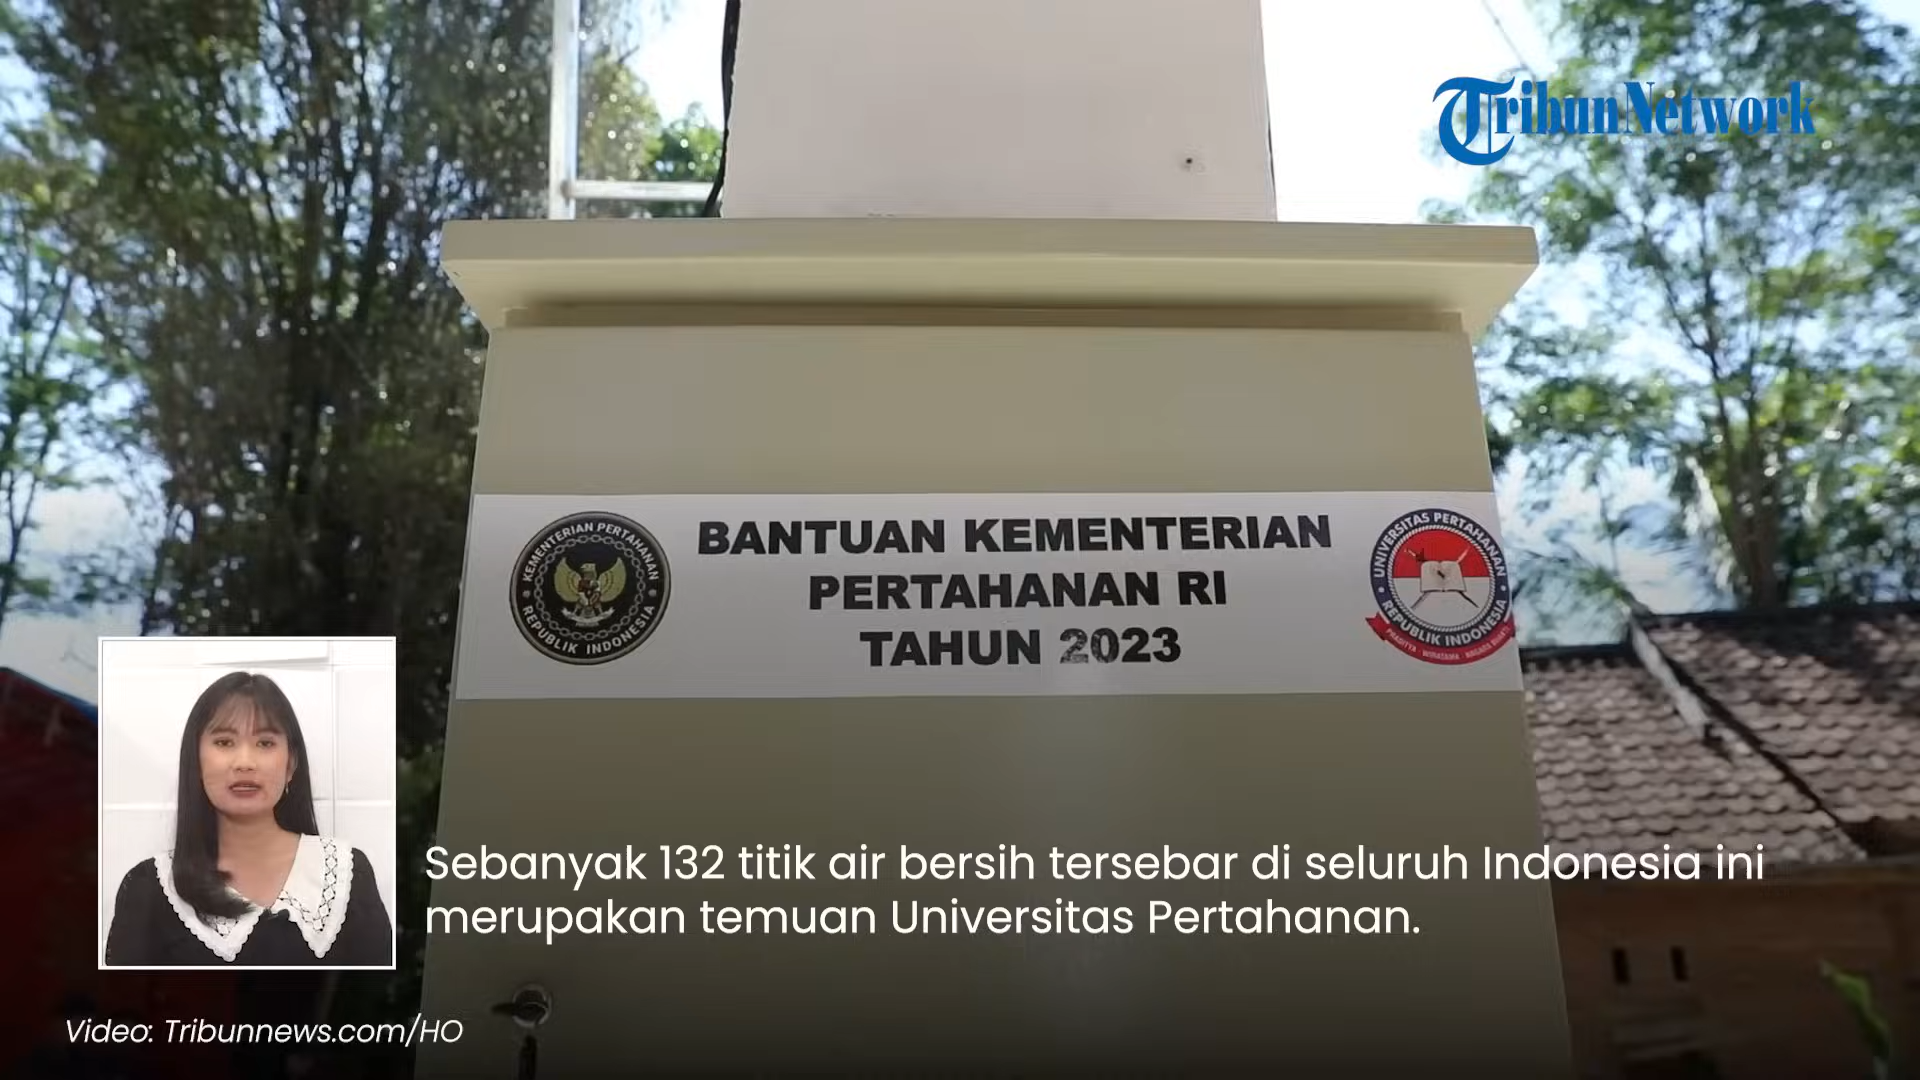 TribunNetwork
BANTUAN KEMENTERIAN
PERTAHANAN RI
TAHUN 2023
KEMENTERIAN PERTAHANAN
REPUBLIK INDONESIA
UNIVERSITAS PERTAHANAN
REPUBLIK INDONESIA
Sebanyak 132 titik air bersih tersebar di seluruh Indonesia ini
merupakan temuan Universitas Pertahanan.
Video: Tribunnews.com/HO